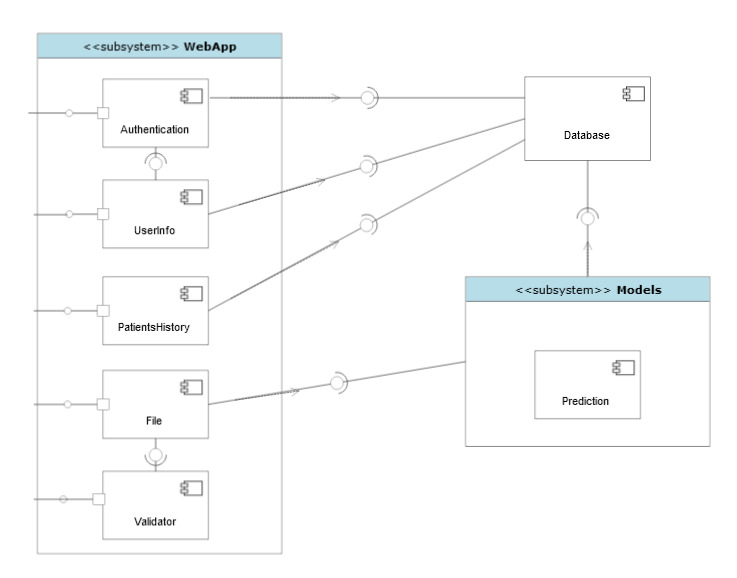 <<subsystem>> WebApp
Authentication
Database
UserInfo
PatientsHistory
<<subsystem>> Models
File
Prediction
Validator